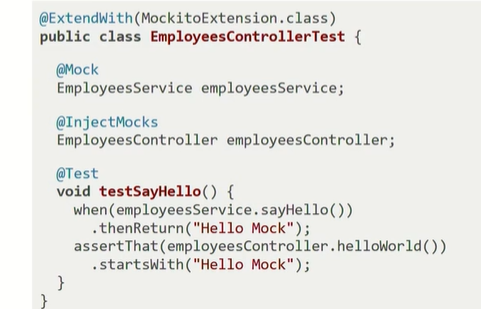 @ExtendWith(MockitoExtension.class)
public class EmployeesControllerTest {
@Mock
EmployeesService employeesService;
@InjectMocks
EmployeesController employeesController;
@Test
void testSayHello() {
when(employeesService.sayHello())
.thenReturn("Hello Mock");
assertThat(employeesController.helloWorld())
.startsWith("Hello Mock");
}
}